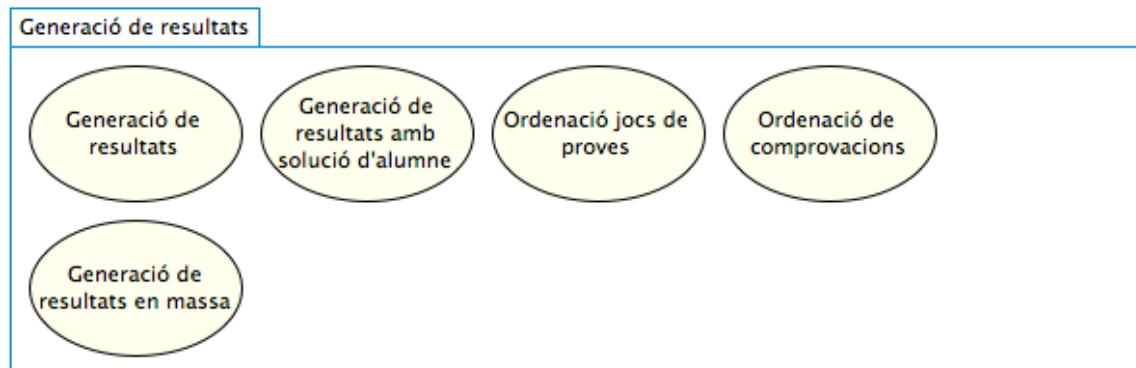 Generació de resultats
Generació de
resultats
Generació de
resultats amb
solució d'alumne
Ordenació jocs de
proves
Ordenació de
comprovacions
Generació de
resultats en massa